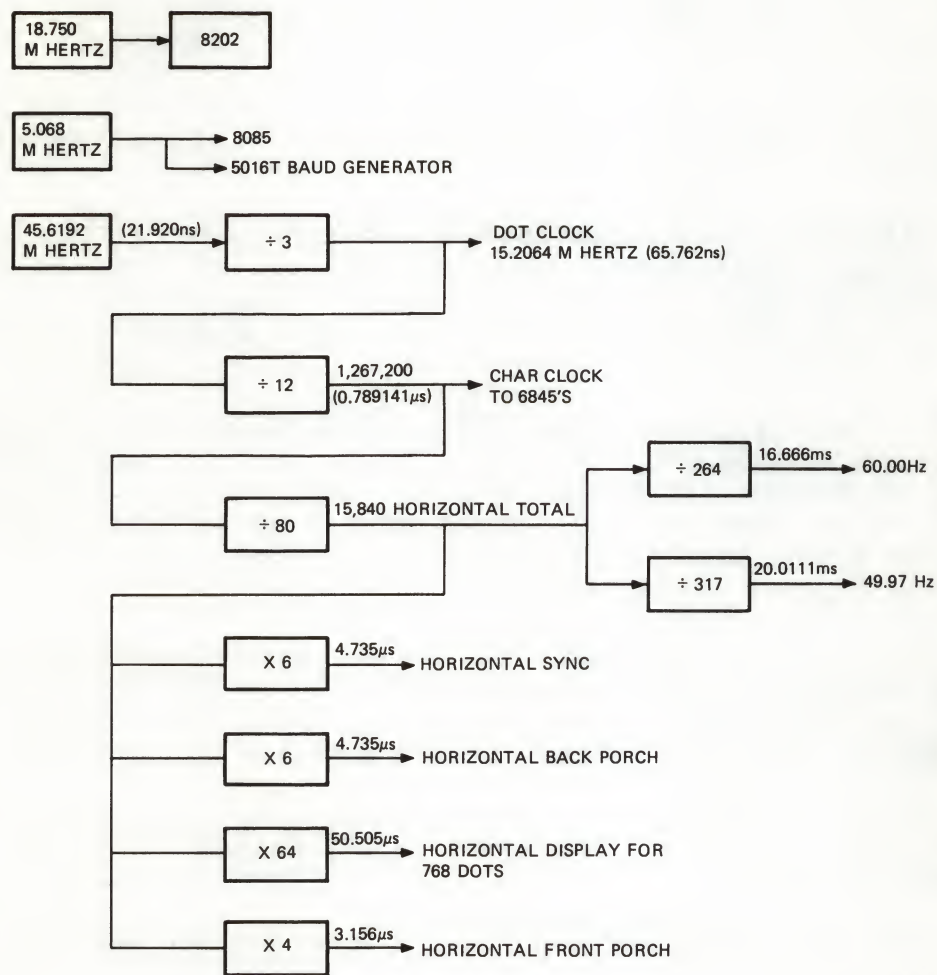 18.750
M HERTZ
8202
5.068
M HERTZ
8085
5016T BAUD GENERATOR
45.6192
M HERTZ
(21.920ns)
÷ 3
DOT CLOCK
15.2064 M HERTZ (65.762ns)
÷ 12
1,267,200
(0.789141µs)
CHAR CLOCK
TO 6845'S
÷ 264
16.666ms
60.00Hz
÷ 80
15,840 HORIZONTAL TOTAL
÷ 317
20.0111ms
49.97 Hz
X 6
4.735µs
HORIZONTAL SYNC
X 6
4.735µs
HORIZONTAL BACK PORCH
X 64
50.505µs
HORIZONTAL DISPLAY FOR
768 DOTS
X 4
3.156µs
HORIZONTAL FRONT PORCH